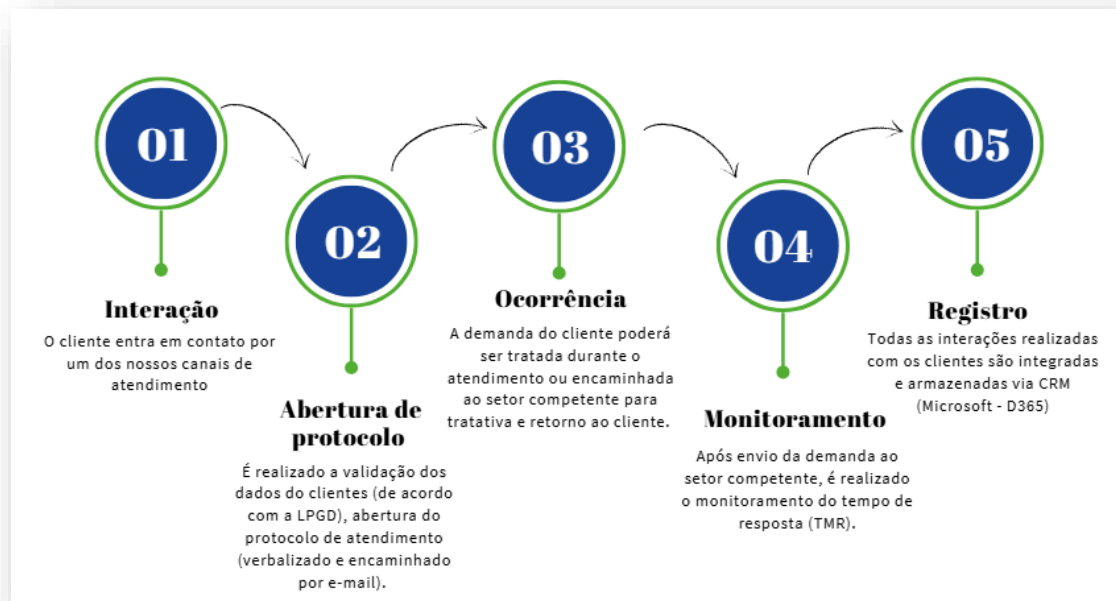 01
Interação
O cliente entra em contato por
um dos nossos canais de
atendimento
02
Abertura de
protocolo
É realizado a validação dos
dados do clientes (de acordo
com a LPGD), abertura do
protocolo de atendimento
(verbalizado e encaminhado
por e-mail).
03
Ocorrência
A demanda do cliente poderá
ser tratada durante o
atendimento ou encaminhada
ao setor competente para
tratativa e retorno ao cliente.
04
Monitoramento
Após envio da demanda ao
setor competente, é realizado
o monitoramento do tempo de
resposta (TMR).
05
Registro
Todas as interações realizadas
com os clientes são integradas
e armazenadas via CRM
(Microsoft - D365)